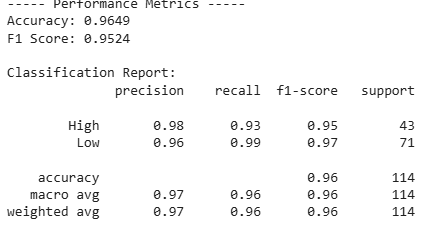 ----- Performance Metrics -----
Accuracy: 0.9649
F1 Score: 0.9524
Classification Report:
precision recall f1-score support
High 0.98 0.93 0.95 43
Low 0.96 0.99 0.97 71
accuracy 0.96 114
macro avg 0.97 0.96 0.96 114
weighted avg 0.97 0.96 0.96 114